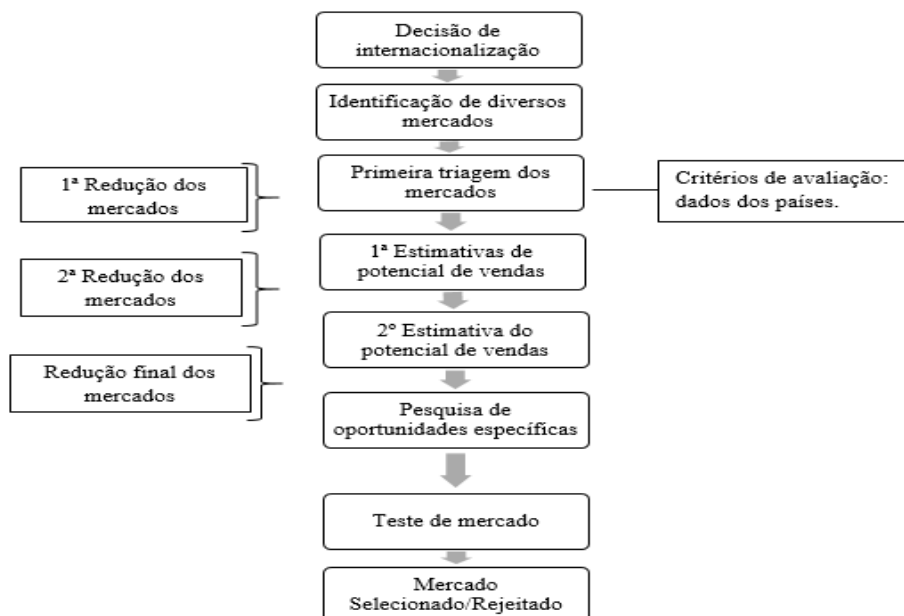 Decisão de
internacionalização
Identificação de diversos
mercados
1ª Redução dos
mercados
Primeira triagem dos
mercados
Critérios de avaliação:
dados dos países.
1ª Estimativas de
potencial de vendas
2ª Redução dos
mercados
2º Estimativa do
potencial de vendas
Redução final dos
mercados
Pesquisa de
oportunidades específicas
Teste de mercado
Mercado
Selecionado/Rejeitado